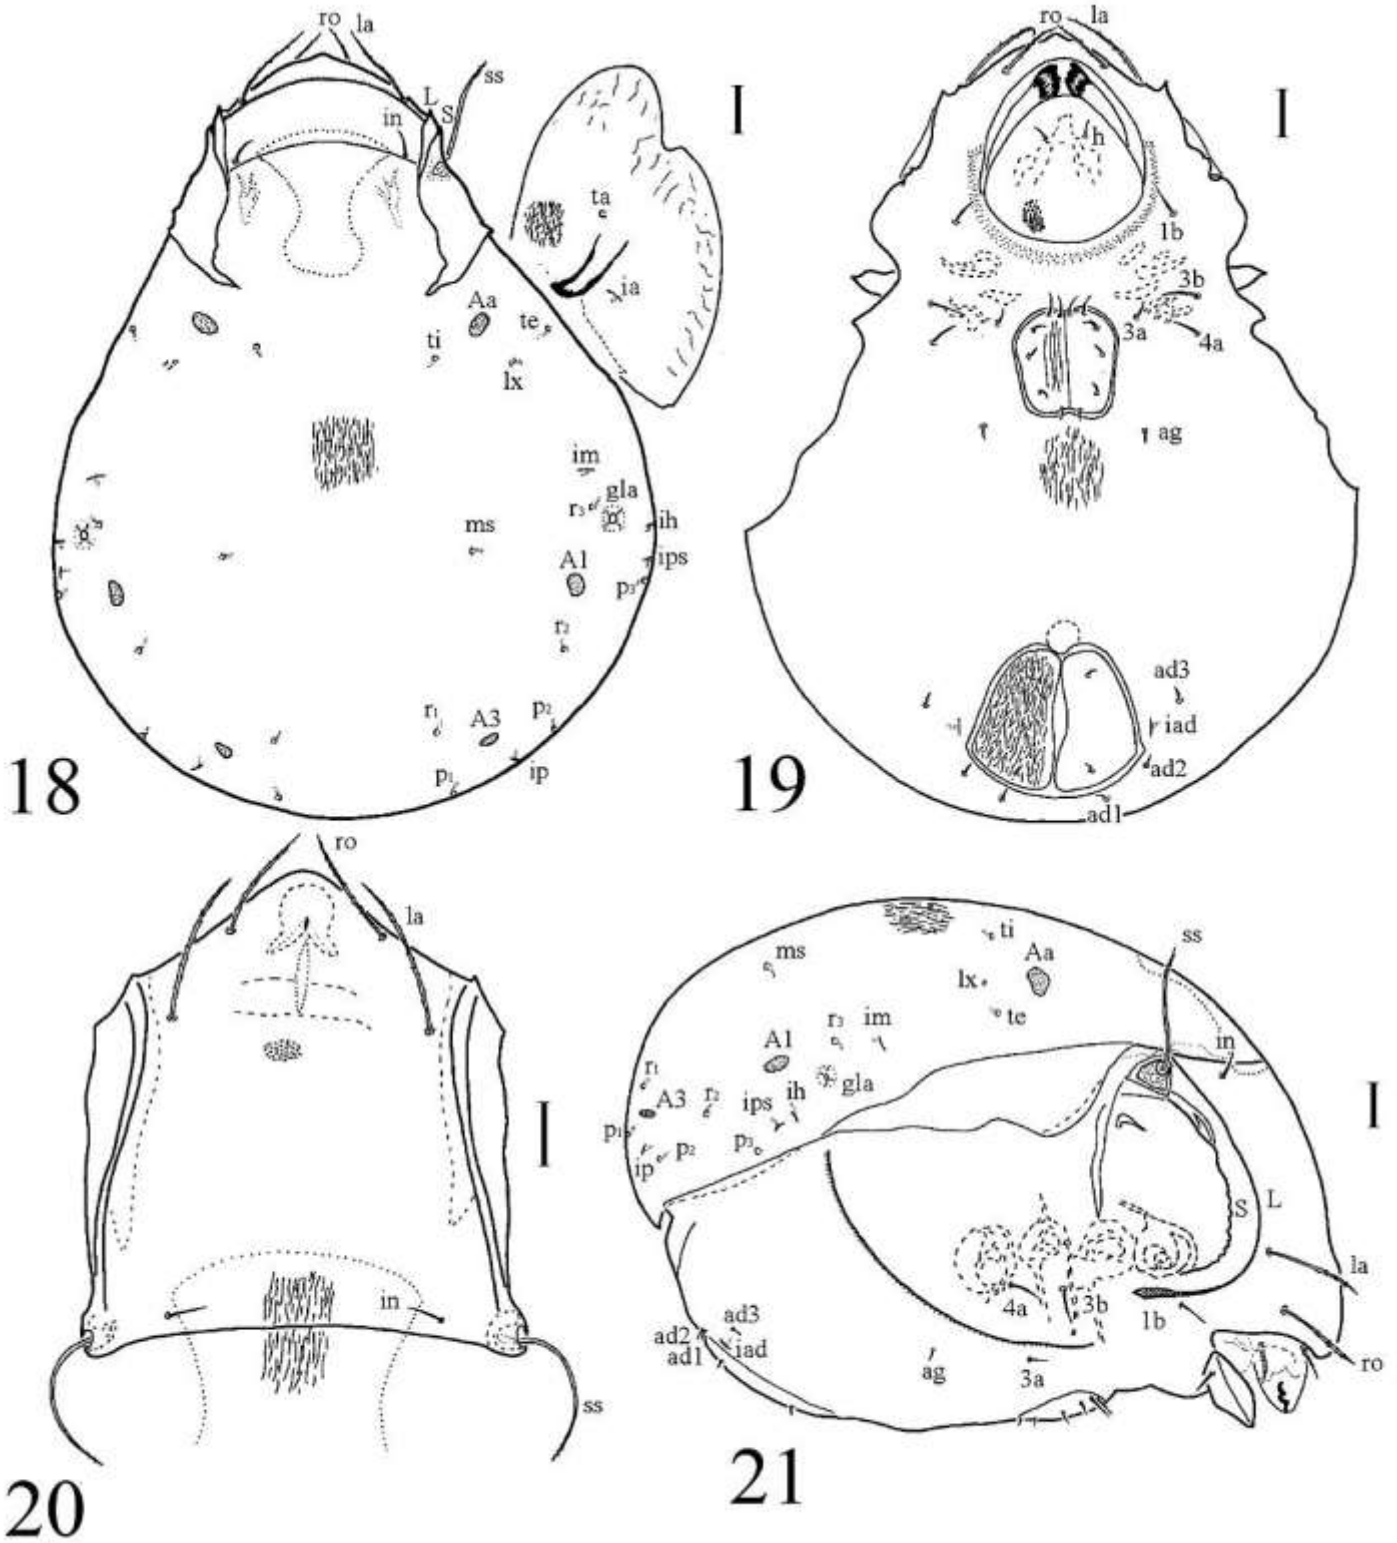 ro la
ss
L
S
in
ta
ia
Aa
te
ti
lx
im
gla
r3
ih
ms
ips
A1
p3
r2
r1
A3
p2
ip
p1
18
ro la
h
1b
3b
3a
4a
ag
ad3
iad
ad2
ad1
19
ro
la
in
ss
20
ss
ms
ti
Aa
lx
te
r3 im
in
A1
r1
gla
A3
r2
ips
ih
p1
p3
p2
ip
S L
la
4a
3b
1b
ad3
ad2
iad
ad1
ag
3a
ro
21